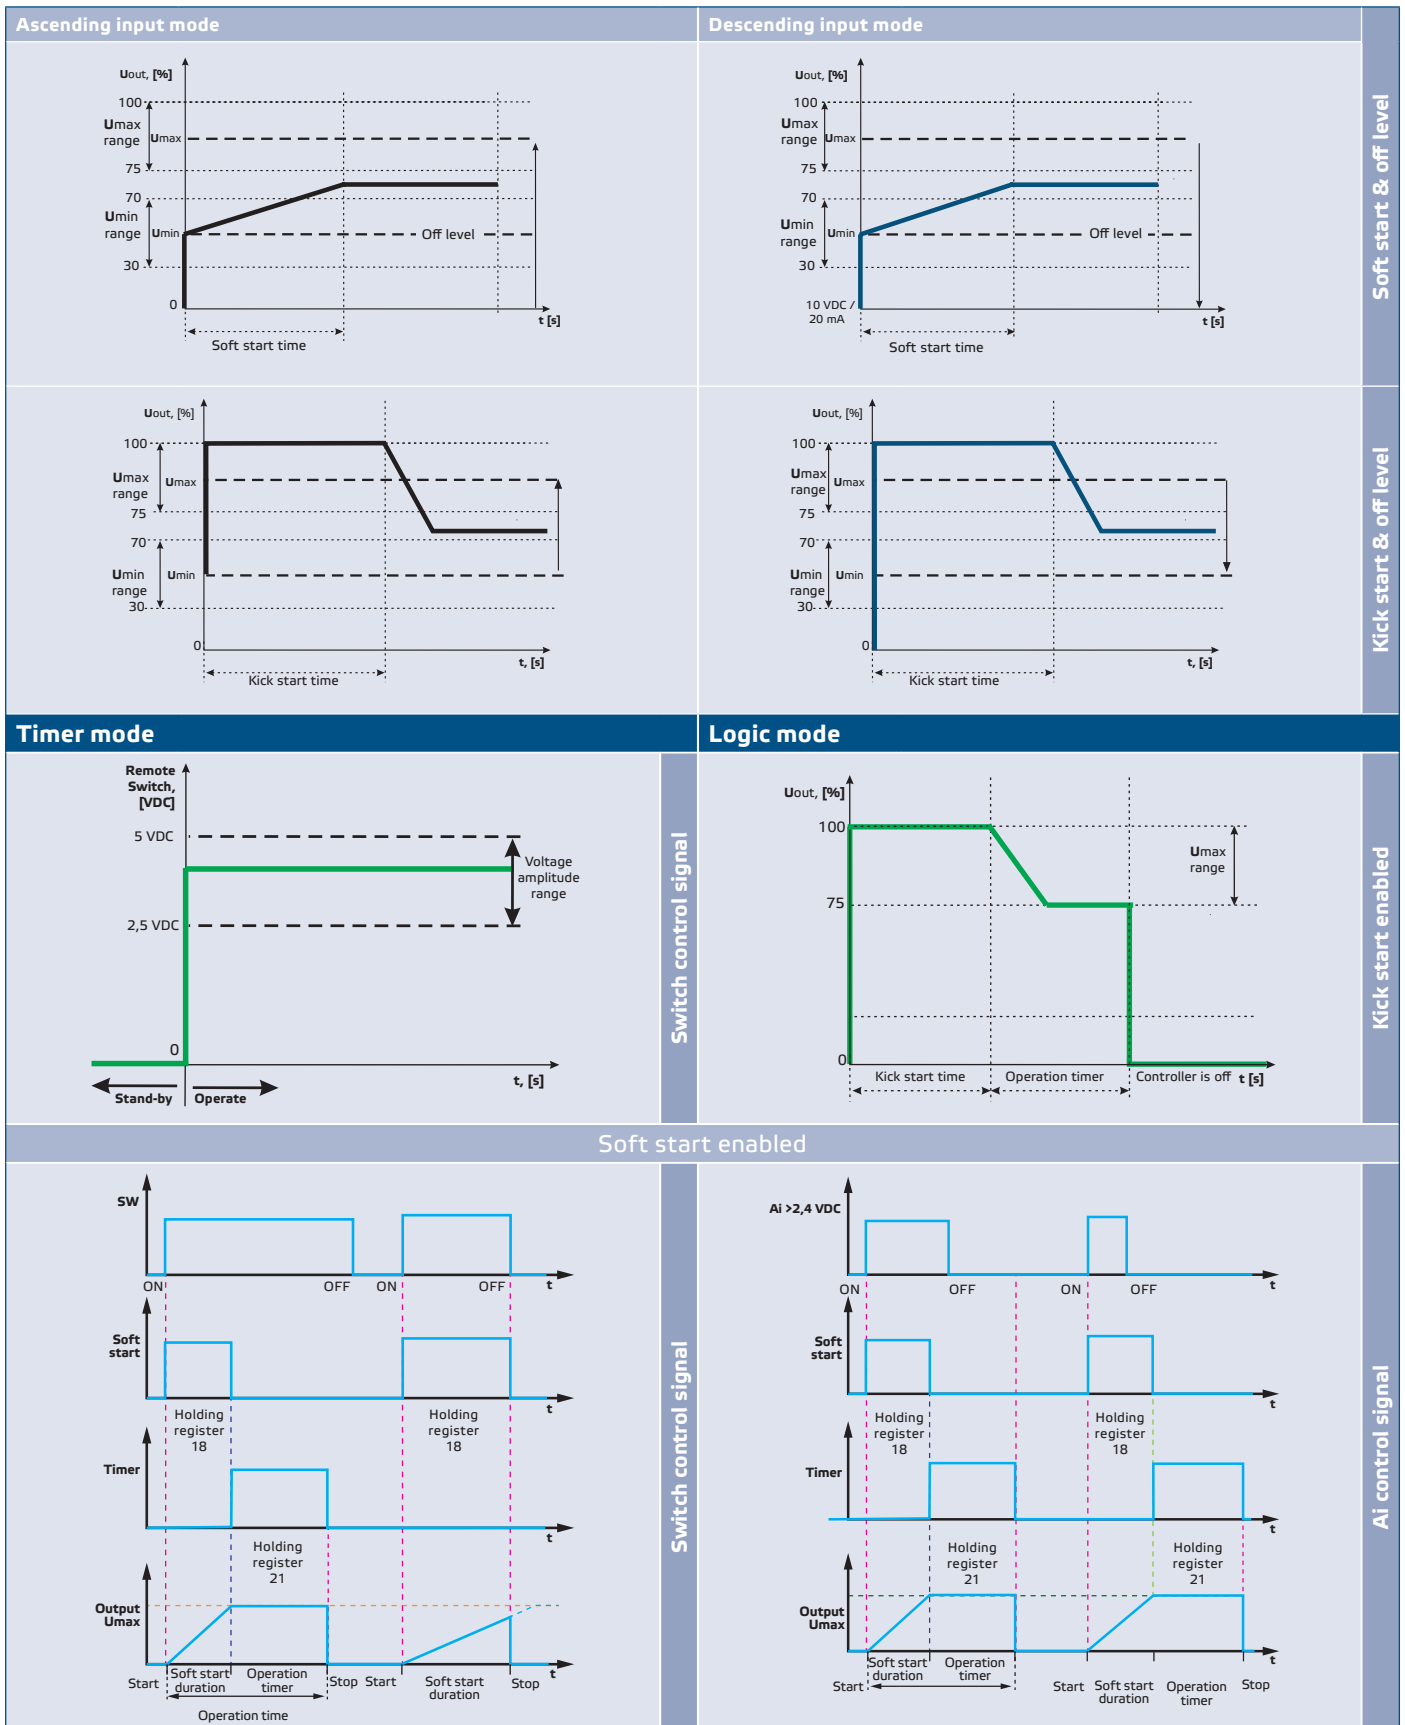 Ascending input mode
Descending input mode
Uout, [%]
100
Umax
range
Umax
75
70
Umin
range
Umin
Off level
30
0
t [s]
Soft start time
Uout, [%]
100
Umax
range
Umax
75
70
Umin
range
Umin
Off level
30
10 VDC /
20 mA
t [s]
Soft start time
Soft start & off level
Uout, [%]
100
Umax
range
Umax
75
70
Umin
range
Umin
30
0
t, [s]
Kick start time
Uout, [%]
100
Umax
range
Umax
75
70
Umin
range
Umin
30
0
t, [s]
Kick start time
Kick start & off level
Timer mode
Logic mode
Remote
Switch,
[VDC]
5 VDC
Voltage
amplitude
range
2,5 VDC
0
t, [s]
Stand-by
Operate
Switch control signal
Uout, [%]
100
Umax
range
75
0
Kick start time
Operation timer
Controller is off
t [s]
Kick start enabled
Soft start enabled
SW
ON
OFF
ON
OFF
t
Soft
start
t
Holding
register
18
Holding
register
18
Timer
t
Holding
register
21
Output
Umax
t
Start
Soft start
duration
Operation
timer
Stop
Start
Soft start
duration
Stop
Operation time
Switch control signal
Ai >2,4 VDC
ON
OFF
ON
OFF
t
Soft
start
t
Holding
register
18
Holding
register
18
Timer
t
Holding
register
21
Holding
register
21
Output
Umax
t
Start
Soft start
duration
Operation
timer
Start
Soft start
duration
Operation
timer
Stop
Ai control signal